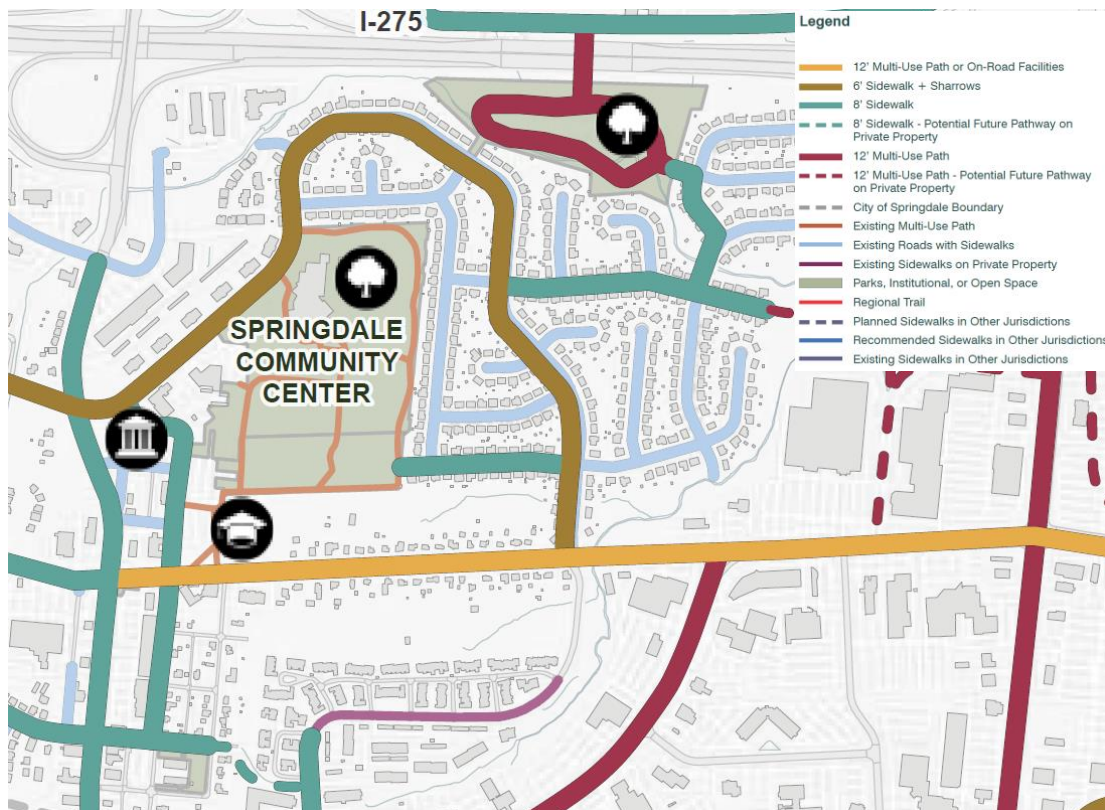 I-275
SPRINGDALE
COMMUNITY
CENTER
Legend
12' Multi-Use Path or On-Road Facilities
6' Sidewalk + Sharrows
8' Sidewalk
8' Sidewalk - Potential Future Pathway on
Private Property
12' Multi-Use Path
12' Multi-Use Path - Potential Future Pathway
on Private Property
City of Springdale Boundary
Existing Multi-Use Path
Existing Roads with Sidewalks
Existing Sidewalks on Private Property
Parks, Institutional, or Open Space
Regional Trail
Planned Sidewalks in Other Jurisdictions
Recommended Sidewalks in Other Jurisdictions
Existing Sidewalks in Other Jurisdictions